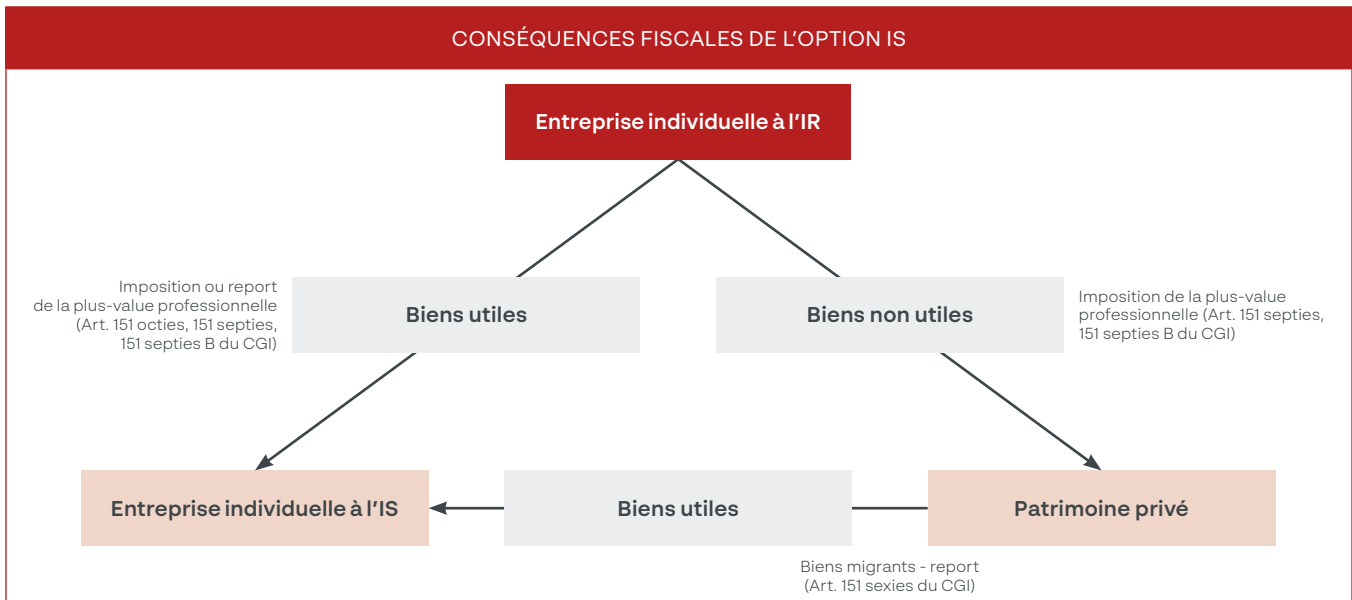 CONSÉQUENCES FISCALES DE L'OPTION IS
Entreprise individuelle à l'IR
Imposition ou report
de la plus-value professionnelle
(Art. 151 octies, 151 septies,
151 septies B du CGI)
Biens utiles
Biens non utiles
Imposition de la plus-value
professionnelle (Art. 151 septies,
151 septies B du CGI)
Entreprise individuelle à l'IS
Biens utiles
Patrimoine privé
Biens migrants - report
(Art. 151 sexies du CGI)